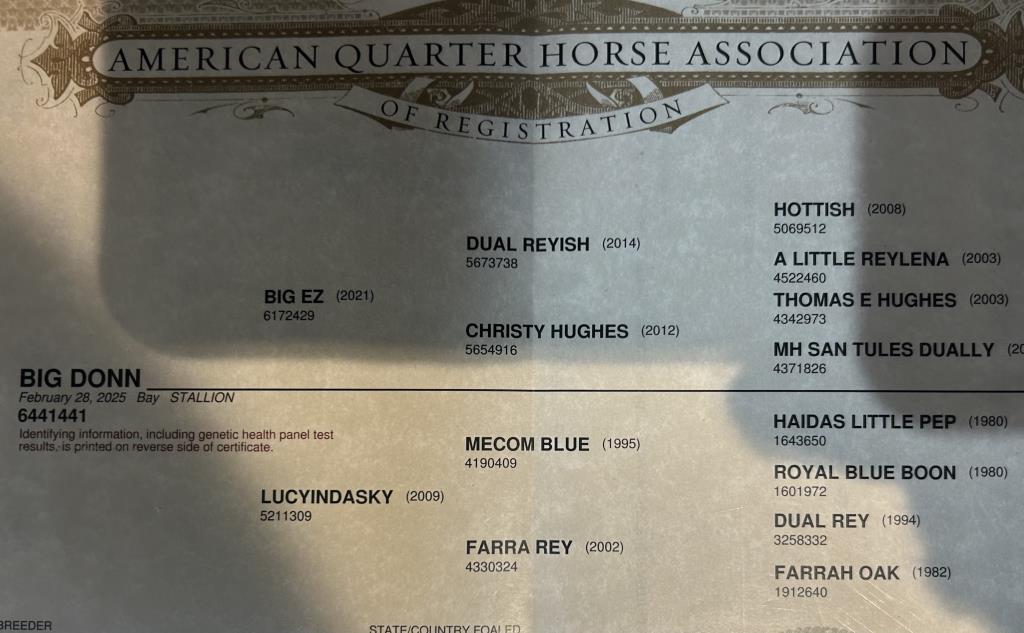 AMERICAN QUARTER HORSE ASSOCIATION
OF REGISTRATION
HOTTISH (2008)
5069512
DUAL REYISH (2014)
5673738
A LITTLE REYLENA (2003)
4522460
BIG EZ (2021)
6172429
THOMAS E HUGHES (2003)
4342973
CHRISTY HUGHES (2012)
5654916
MH SAN TULES DUALLY (20
4371826
BIG DONN
February 28, 2025 Bay STALLION
6441441
Identifying information, including genetic health panel test
results, is printed on reverse side of certificate.
HAIDAS LITTLE PEP (1980)
1643650
MECOM BLUE (1995)
4190409
ROYAL BLUE BOON (1980)
1601972
LUCYINDASKY (2009)
5211309
DUAL REY (1994)
3258332
FARRA REY (2002)
4330324
FARRAH OAK (1982)
1912640
BREEDER
STATE/COUNTRY FOALED